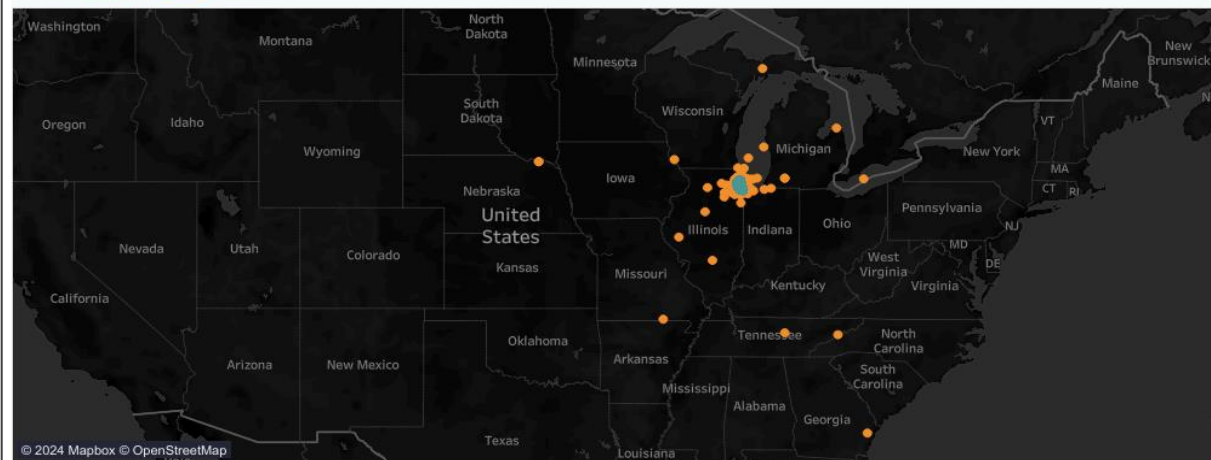 Washington
North
Dakota
Montana
Minnesota
New
Brunswick
Maine
Oregon
Idaho
South
Dakota
Wisconsin
VT
Wyoming
Michigan
New York
MA
Iowa
CT
RI
Nebraska
Pennsylvania
United
States
Nevada
Utah
Colorado
Illinois
Indiana
Ohio
NJ
MD
DE
Kansas
Missouri
West
Virginia
Virginia
California
Kentucky
Oklahoma
Tennessee
North
Carolina
Arizona
New Mexico
Arkansas
South
Carolina
Mississippi
Alabama
Georgia
Texas
Louisiana
© 2024 Mapbox © OpenStreetMap